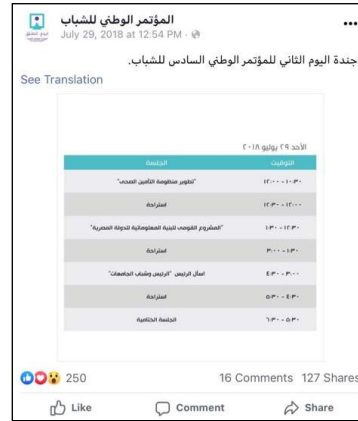 المؤتمر الوطني للشباب
July 29, 2018 at 12:54 PM ·
جندة اليوم الثاني للمؤتمر الوطني السادس للشباب.
See Translation
الأحد ٢٩ يوليو ٢٠١٨
التوقيت الجلسة
١٠:٣٠ - ١٢:٠٠ "تطوير منظومة التأمين الصحى"
١٢:٠٠ - ١٢:٣٠ استراحة
١٢:٣٠ - ١:٣٠ "المشروع القومى للبنية المعلوماتية للدولة المصرية"
١:٣٠ - ٣:٠٠ استراحة
٣:٠٠ - ٤:٣٠ اسأل الرئيس "الرئيس وشباب الجامعات"
٤:٣٠ - ٥:٣٠ استراحة
٥:٣٠ - ٦:٣٠ الجلسة الختامية
250 16 Comments 127 Shares
Like Comment Share